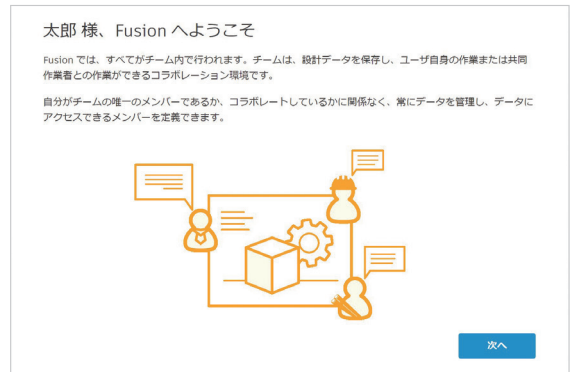 太郎 様、Fusion へようこそ
Fusion では、すべてがチーム内で行われます。チームは、設計データを保存し、ユーザ自身の作業または共同
作業者との作業ができるコラボレーション環境です。
自分がチームの唯一のメンバーであるか、コラボレートしているかに関係なく、常にデータを管理し、データに
アクセスできるメンバーを定義できます。
次へ